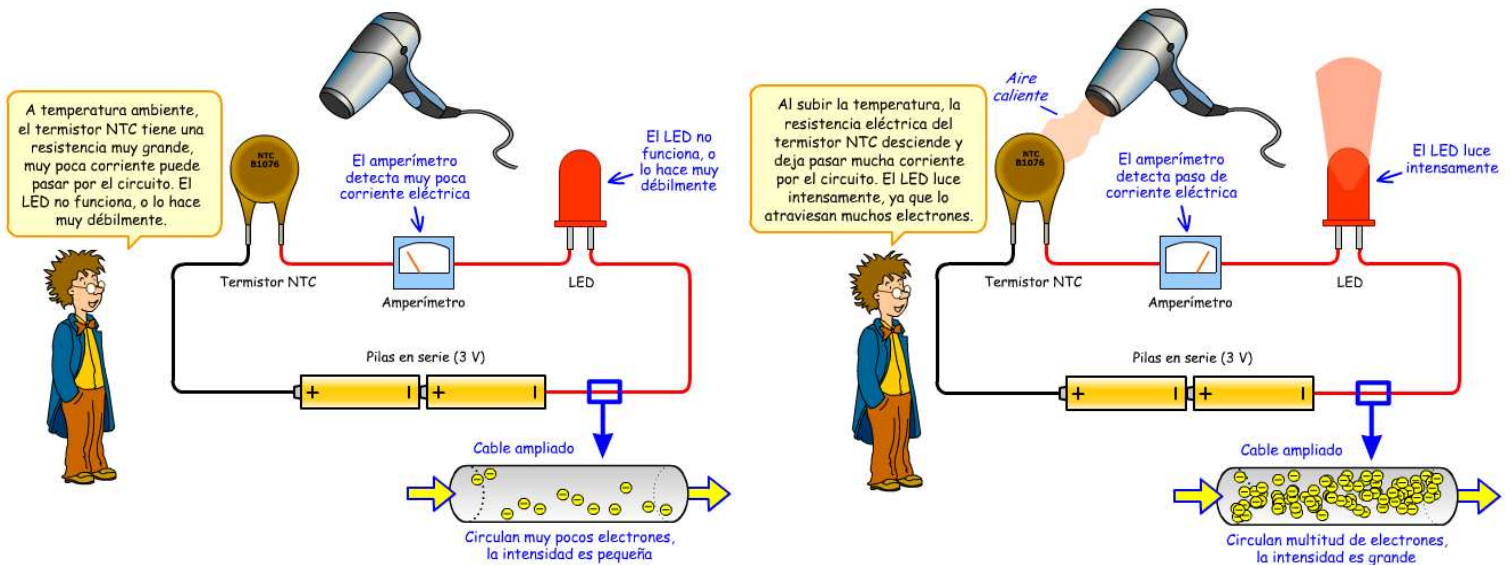 A temperatura ambiente,
el termistor NTC tiene una
resistencia muy grande,
muy poca corriente puede
pasar por el circuito. El
LED no funciona, o lo hace
muy débilmente.
NTC
B1076
Termistor NTC
El amperímetro
detecta muy poca
corriente eléctrica
Amperímetro
El LED no
funciona, o
lo hace muy
débilmente
LED
Pilas en serie (3 V)
+ − + −
Cable ampliado
Circulan muy pocos electrones,
la intensidad es pequeña
Al subir la temperatura, la
resistencia eléctrica del
termistor NTC desciende y
deja pasar mucha corriente
por el circuito. El LED luce
intensamente, ya que lo
atraviesan muchos electrones.
Aire
caliente
NTC
B1076
Termistor NTC
El amperímetro
detecta paso de
corriente eléctrica
Amperímetro
El LED luce
intensamente
LED
Pilas en serie (3 V)
+ − + −
Cable ampliado
Circulan multitud de electrones,
la intensidad es grande